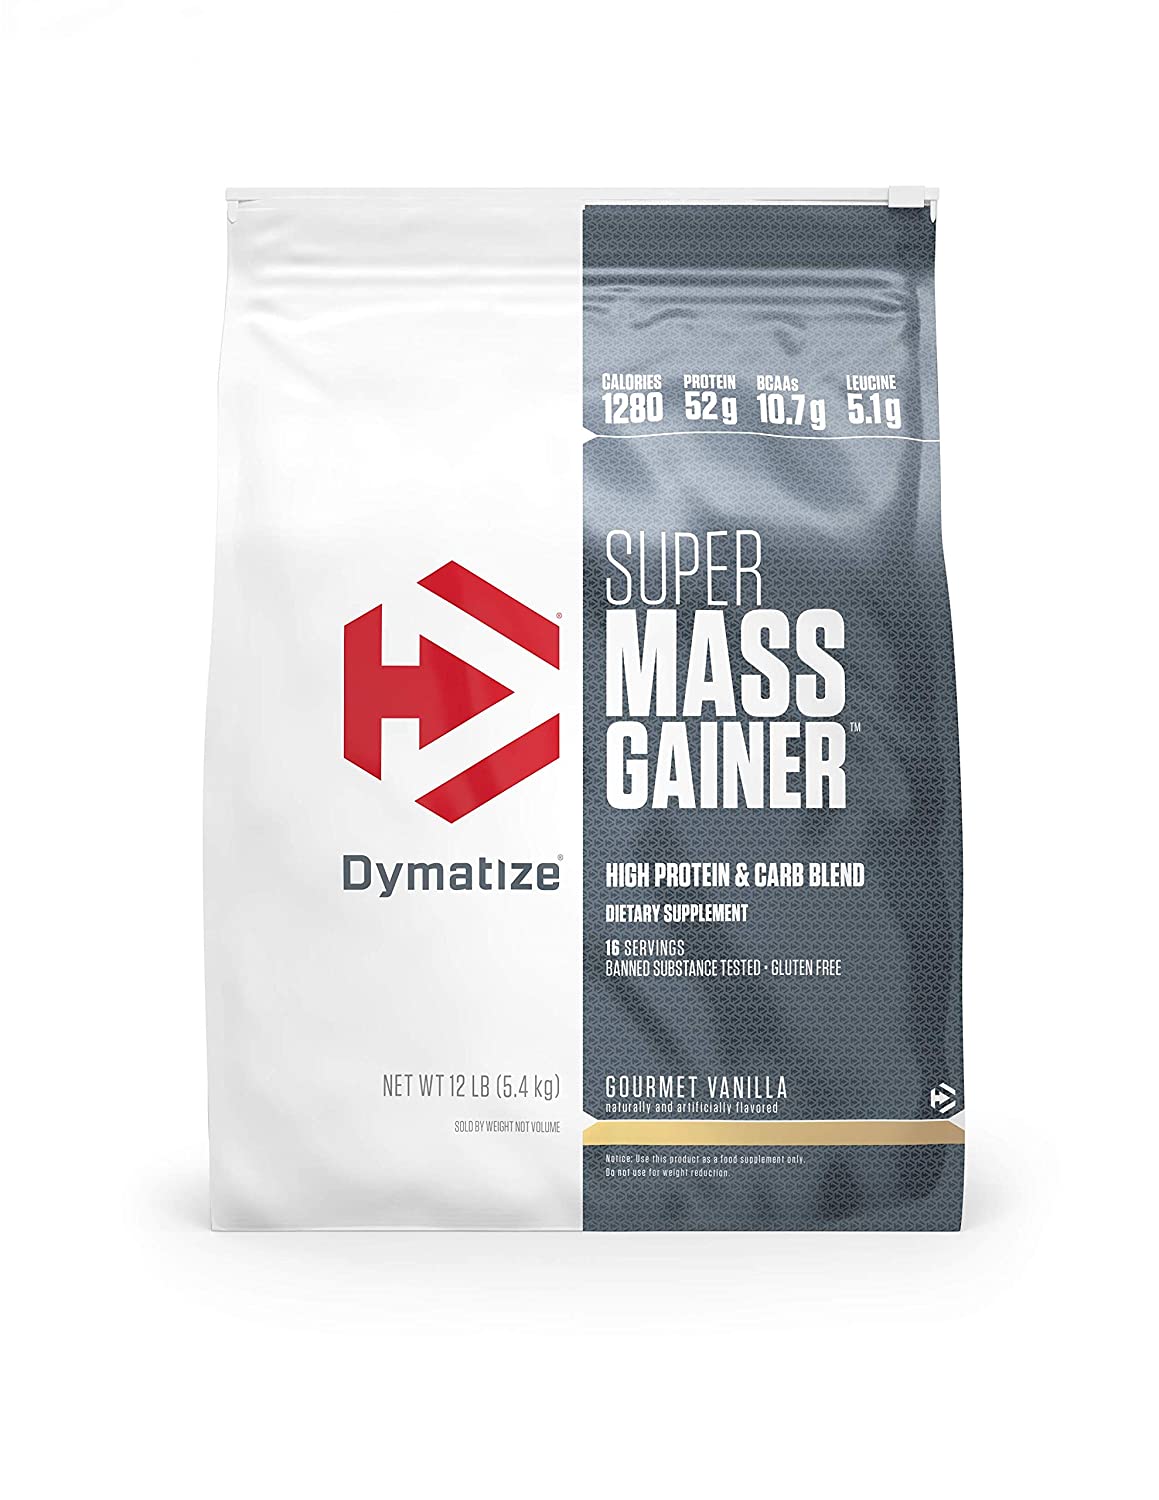 CALORIES PROTEIN BCAAs LEUCINE
1280 52g 10.7g 5.1g
SUPER
MASS
GAINER™
®
Dymatize®
HIGH PROTEIN & CARB BLEND
DIETARY SUPPLEMENT
16 SERVINGS
BANNED SUBSTANCE TESTED • GLUTEN FREE
NET WT 12 LB (5.4 kg)
SOLD BY WEIGHT NOT VOLUME
GOURMET VANILLA
naturally and artificially flavored
Notice: Use this product as a food supplement only.
Do not use for weight reduction.